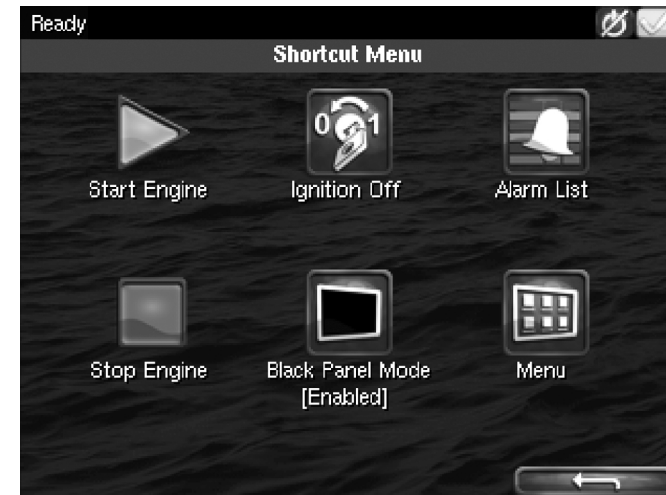 Ready
Shortcut Menu
0 1
Start Engine
Ignition Off
Alarm List
Stop Engine
Black Panel Mode
[Enabled]
Menu